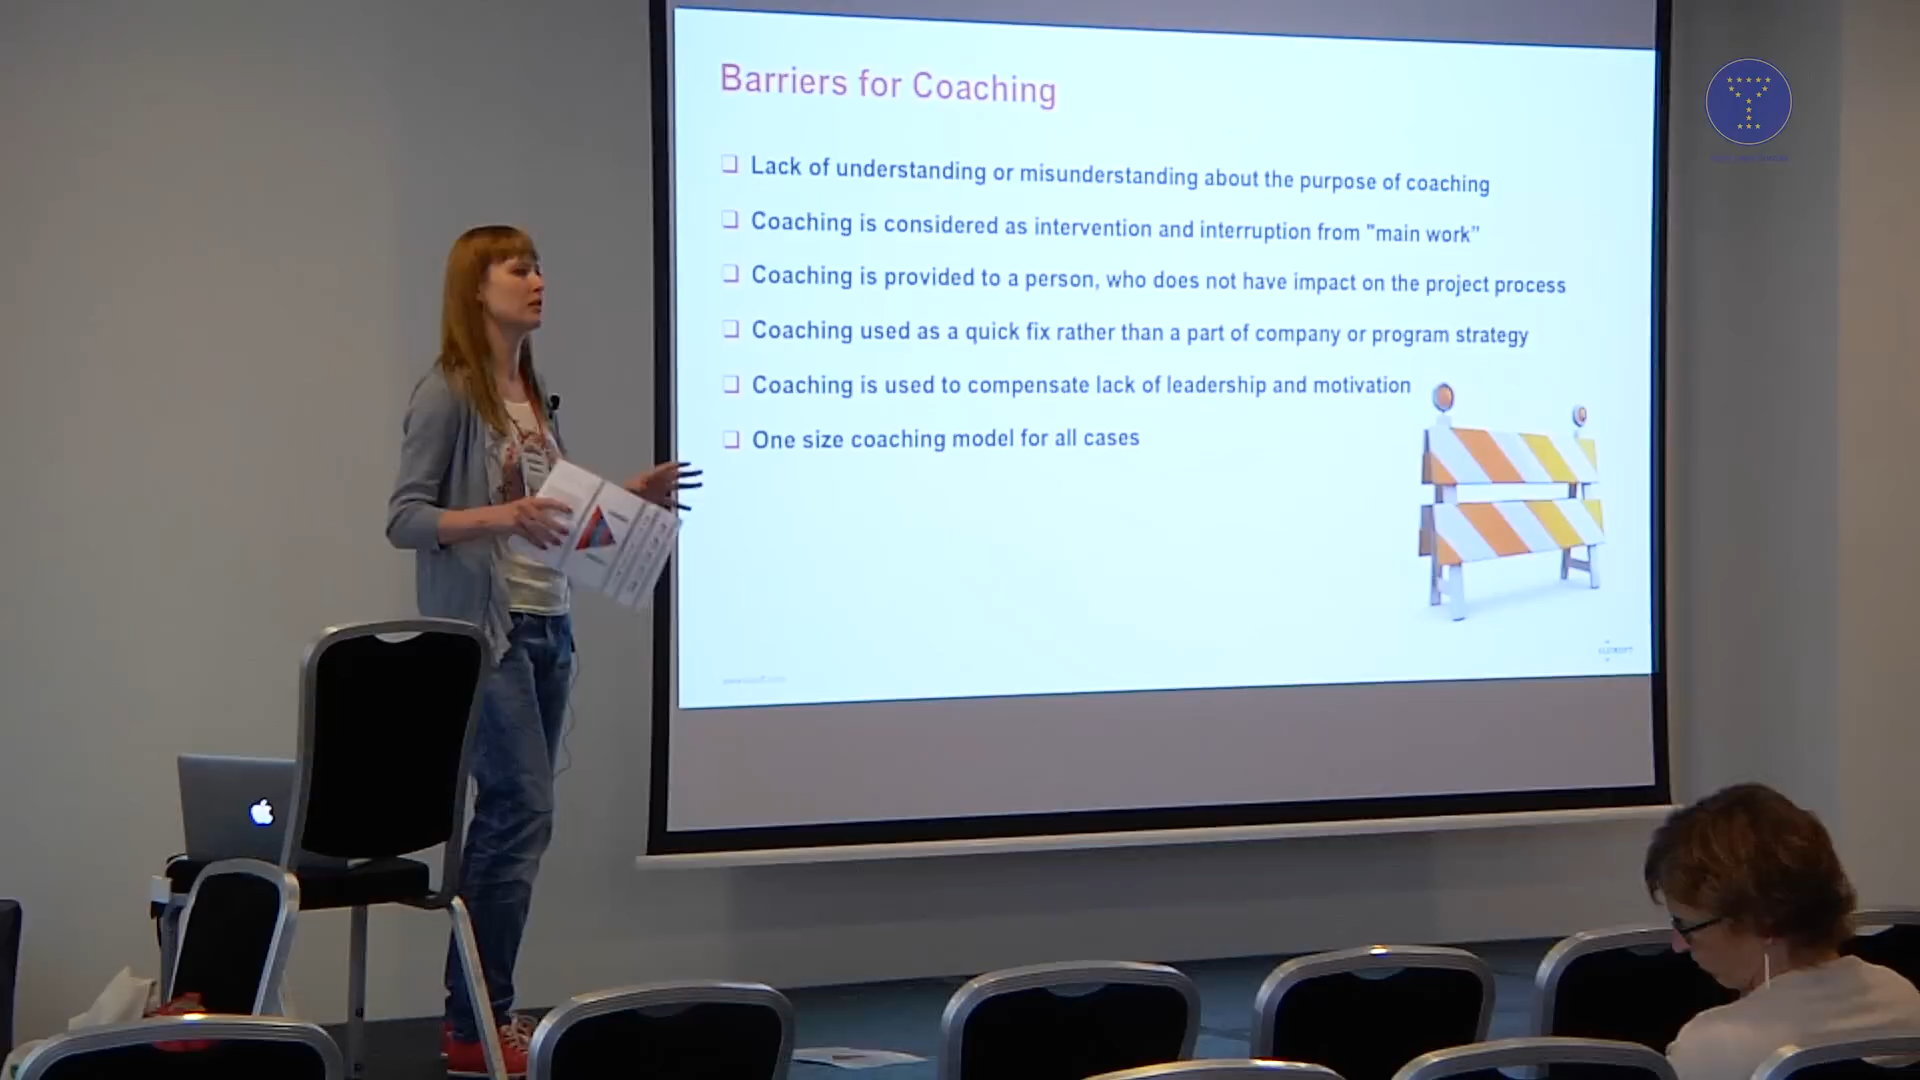 Barriers for Coaching
Lack of understanding or misunderstanding about the purpose of coaching
Coaching is considered as intervention and interruption from "main work"
Coaching is provided to a person, who does not have impact on the project process
Coaching used as a quick fix rather than a part of company or program strategy
Coaching is used to compensate lack of leadership and motivation
One size coaching model for all cases